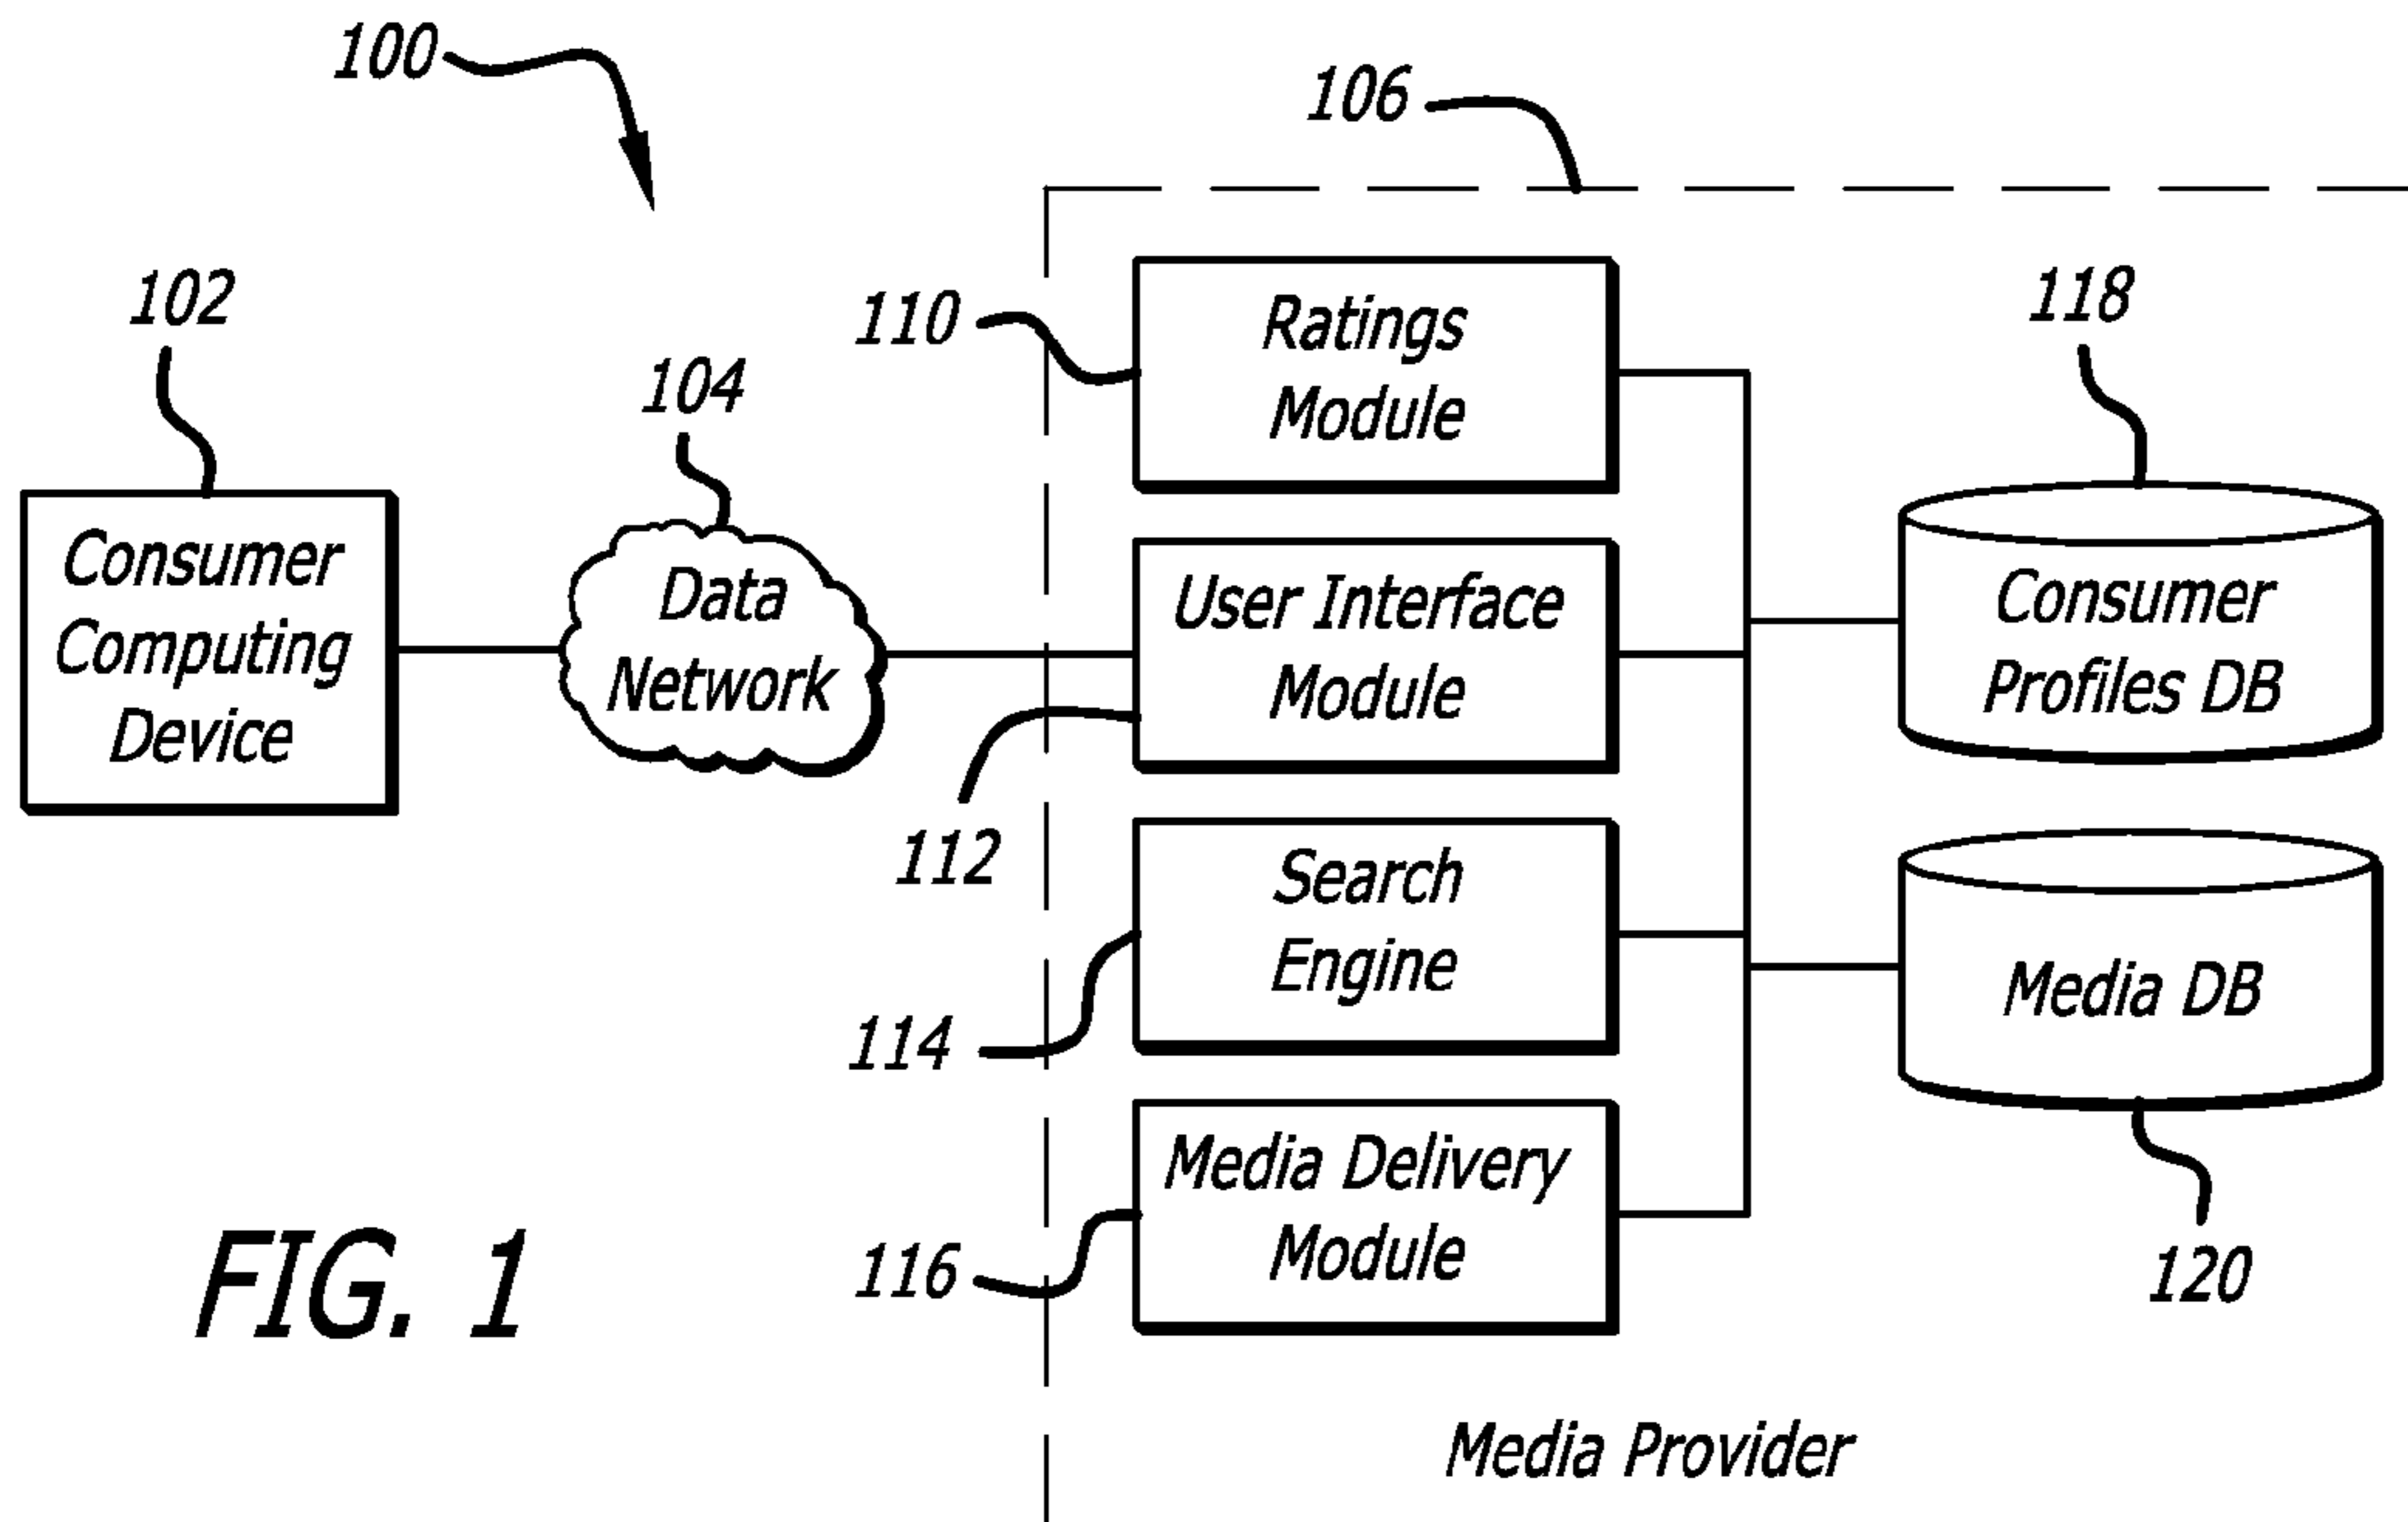 100
106
102
104
110
Ratings
Module
118
Consumer
Computing
Device
Data
Network
User Interface
Module
112
Consumer
Profiles DB
Search
Engine
114
Media DB
Media Delivery
Module
116
120
FIG. 1
Media Provider